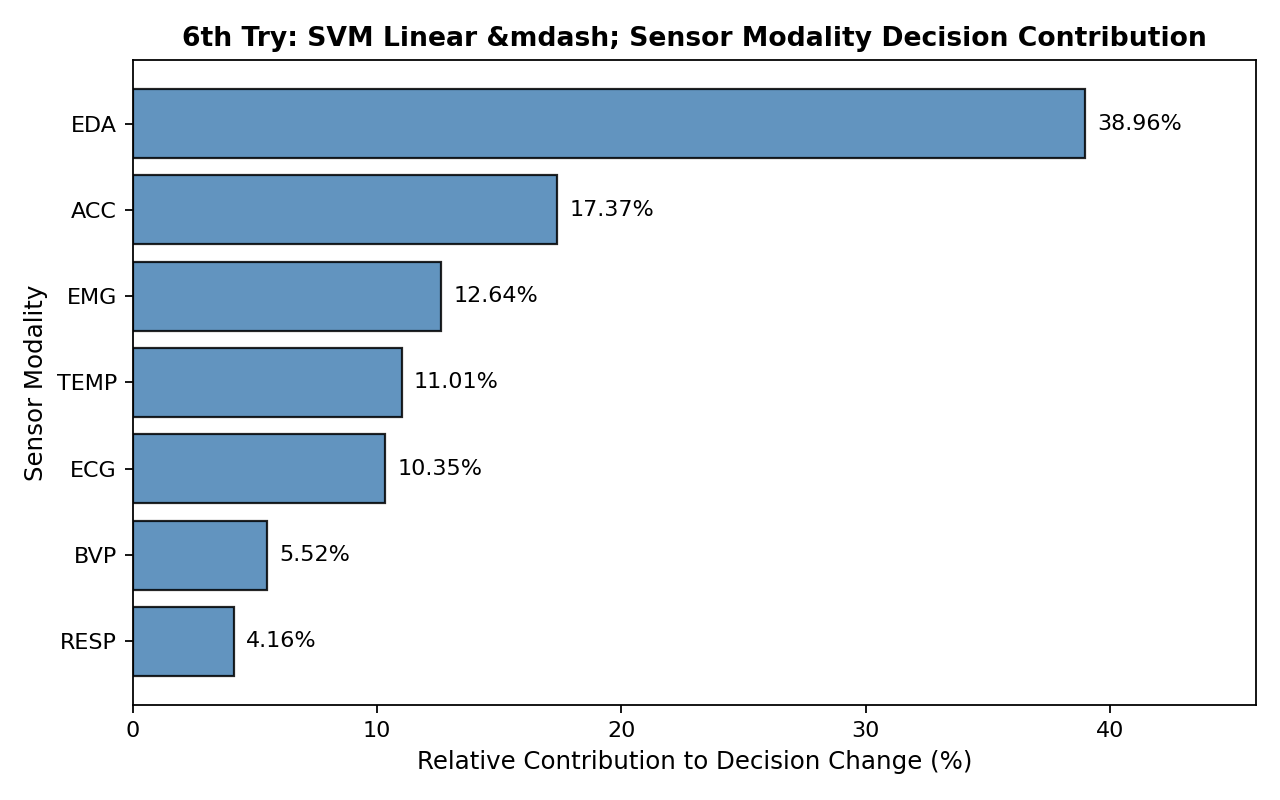 6th Try: SVM Linear &mdash; Sensor Modality Decision Contribution
Sensor Modality
EDA 38.96%
ACC 17.37%
EMG 12.64%
TEMP 11.01%
ECG 10.35%
BVP 5.52%
RESP 4.16%
0 10 20 30 40
Relative Contribution to Decision Change (%)